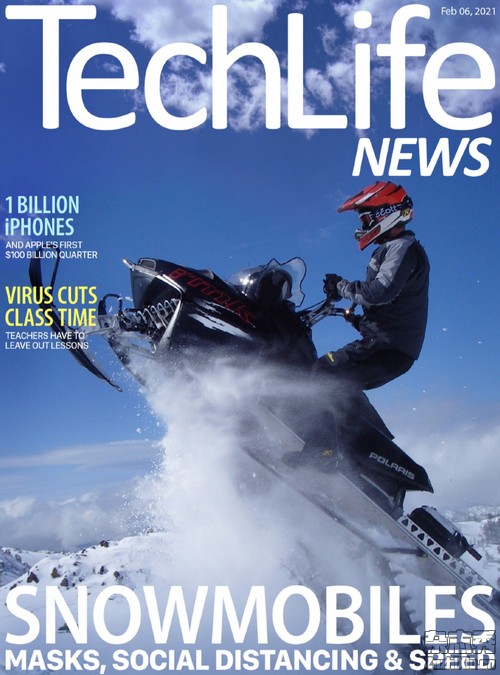 Feb 06, 2021
TechLife
NEWS
1 BILLION
iPHONES
AND APPLE'S FIRST
$100 BILLION QUARTER
VIRUS CUTS
CLASS TIME
TEACHERS HAVE TO
LEAVE OUT LESSONS
scott
POLARIS
SNOWMOBILES
MASKS, SOCIAL DISTANCING & SPEED